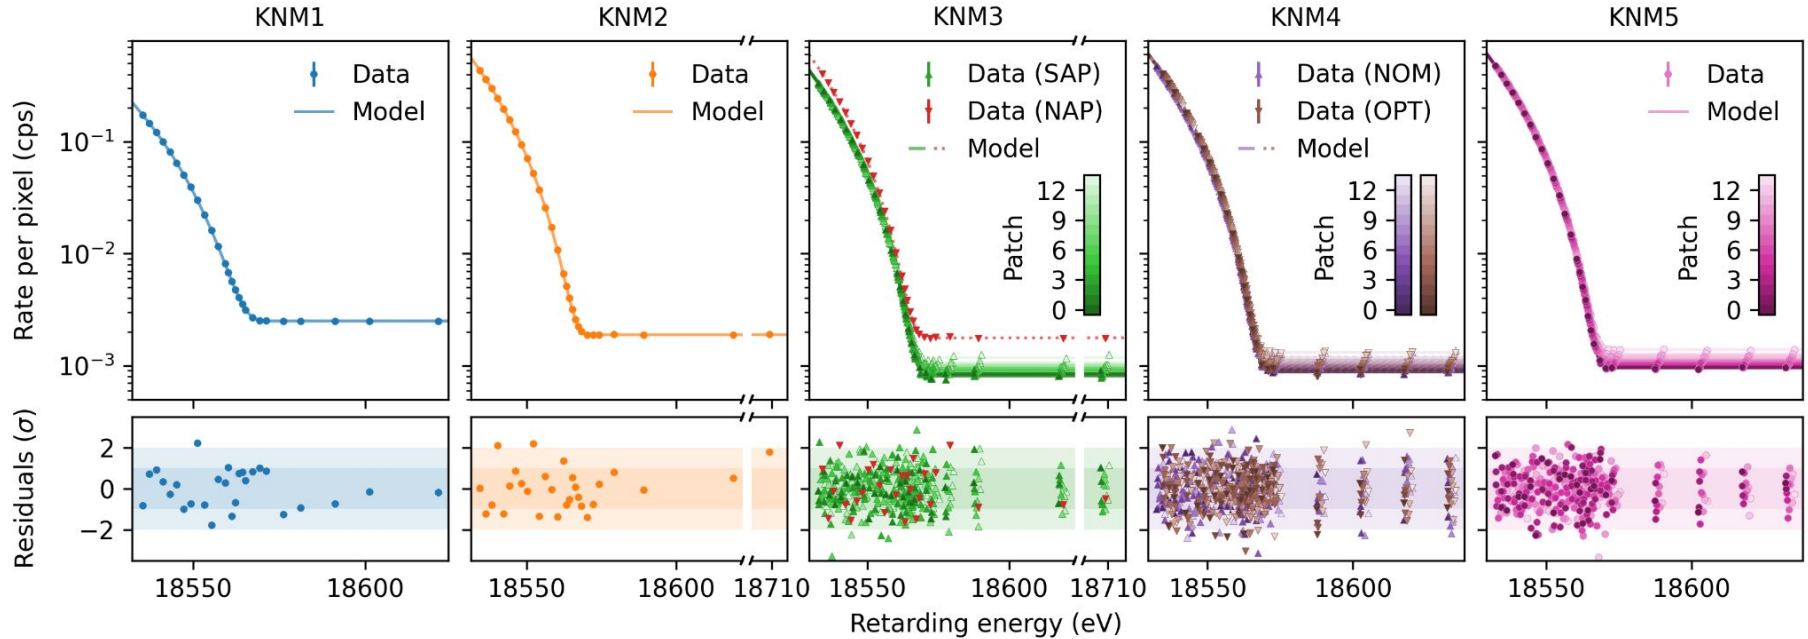 KNM1
KNM2
KNM3
KNM4
KNM5
Rate per pixel (cps)
10⁻¹
10⁻²
10⁻³
Data
Model
Data
Model
Data (SAP)
Data (NAP)
Model
Patch
12
9
6
3
0
Data (NOM)
Data (OPT)
Model
Patch
12
9
6
3
0
Data
Model
Patch
12
9
6
3
0
Residuals (σ)
2
0
−2
18550 18600
18550 18600 18710
18550 18600 18710
18550 18600
18550 18600
Retarding energy (eV)